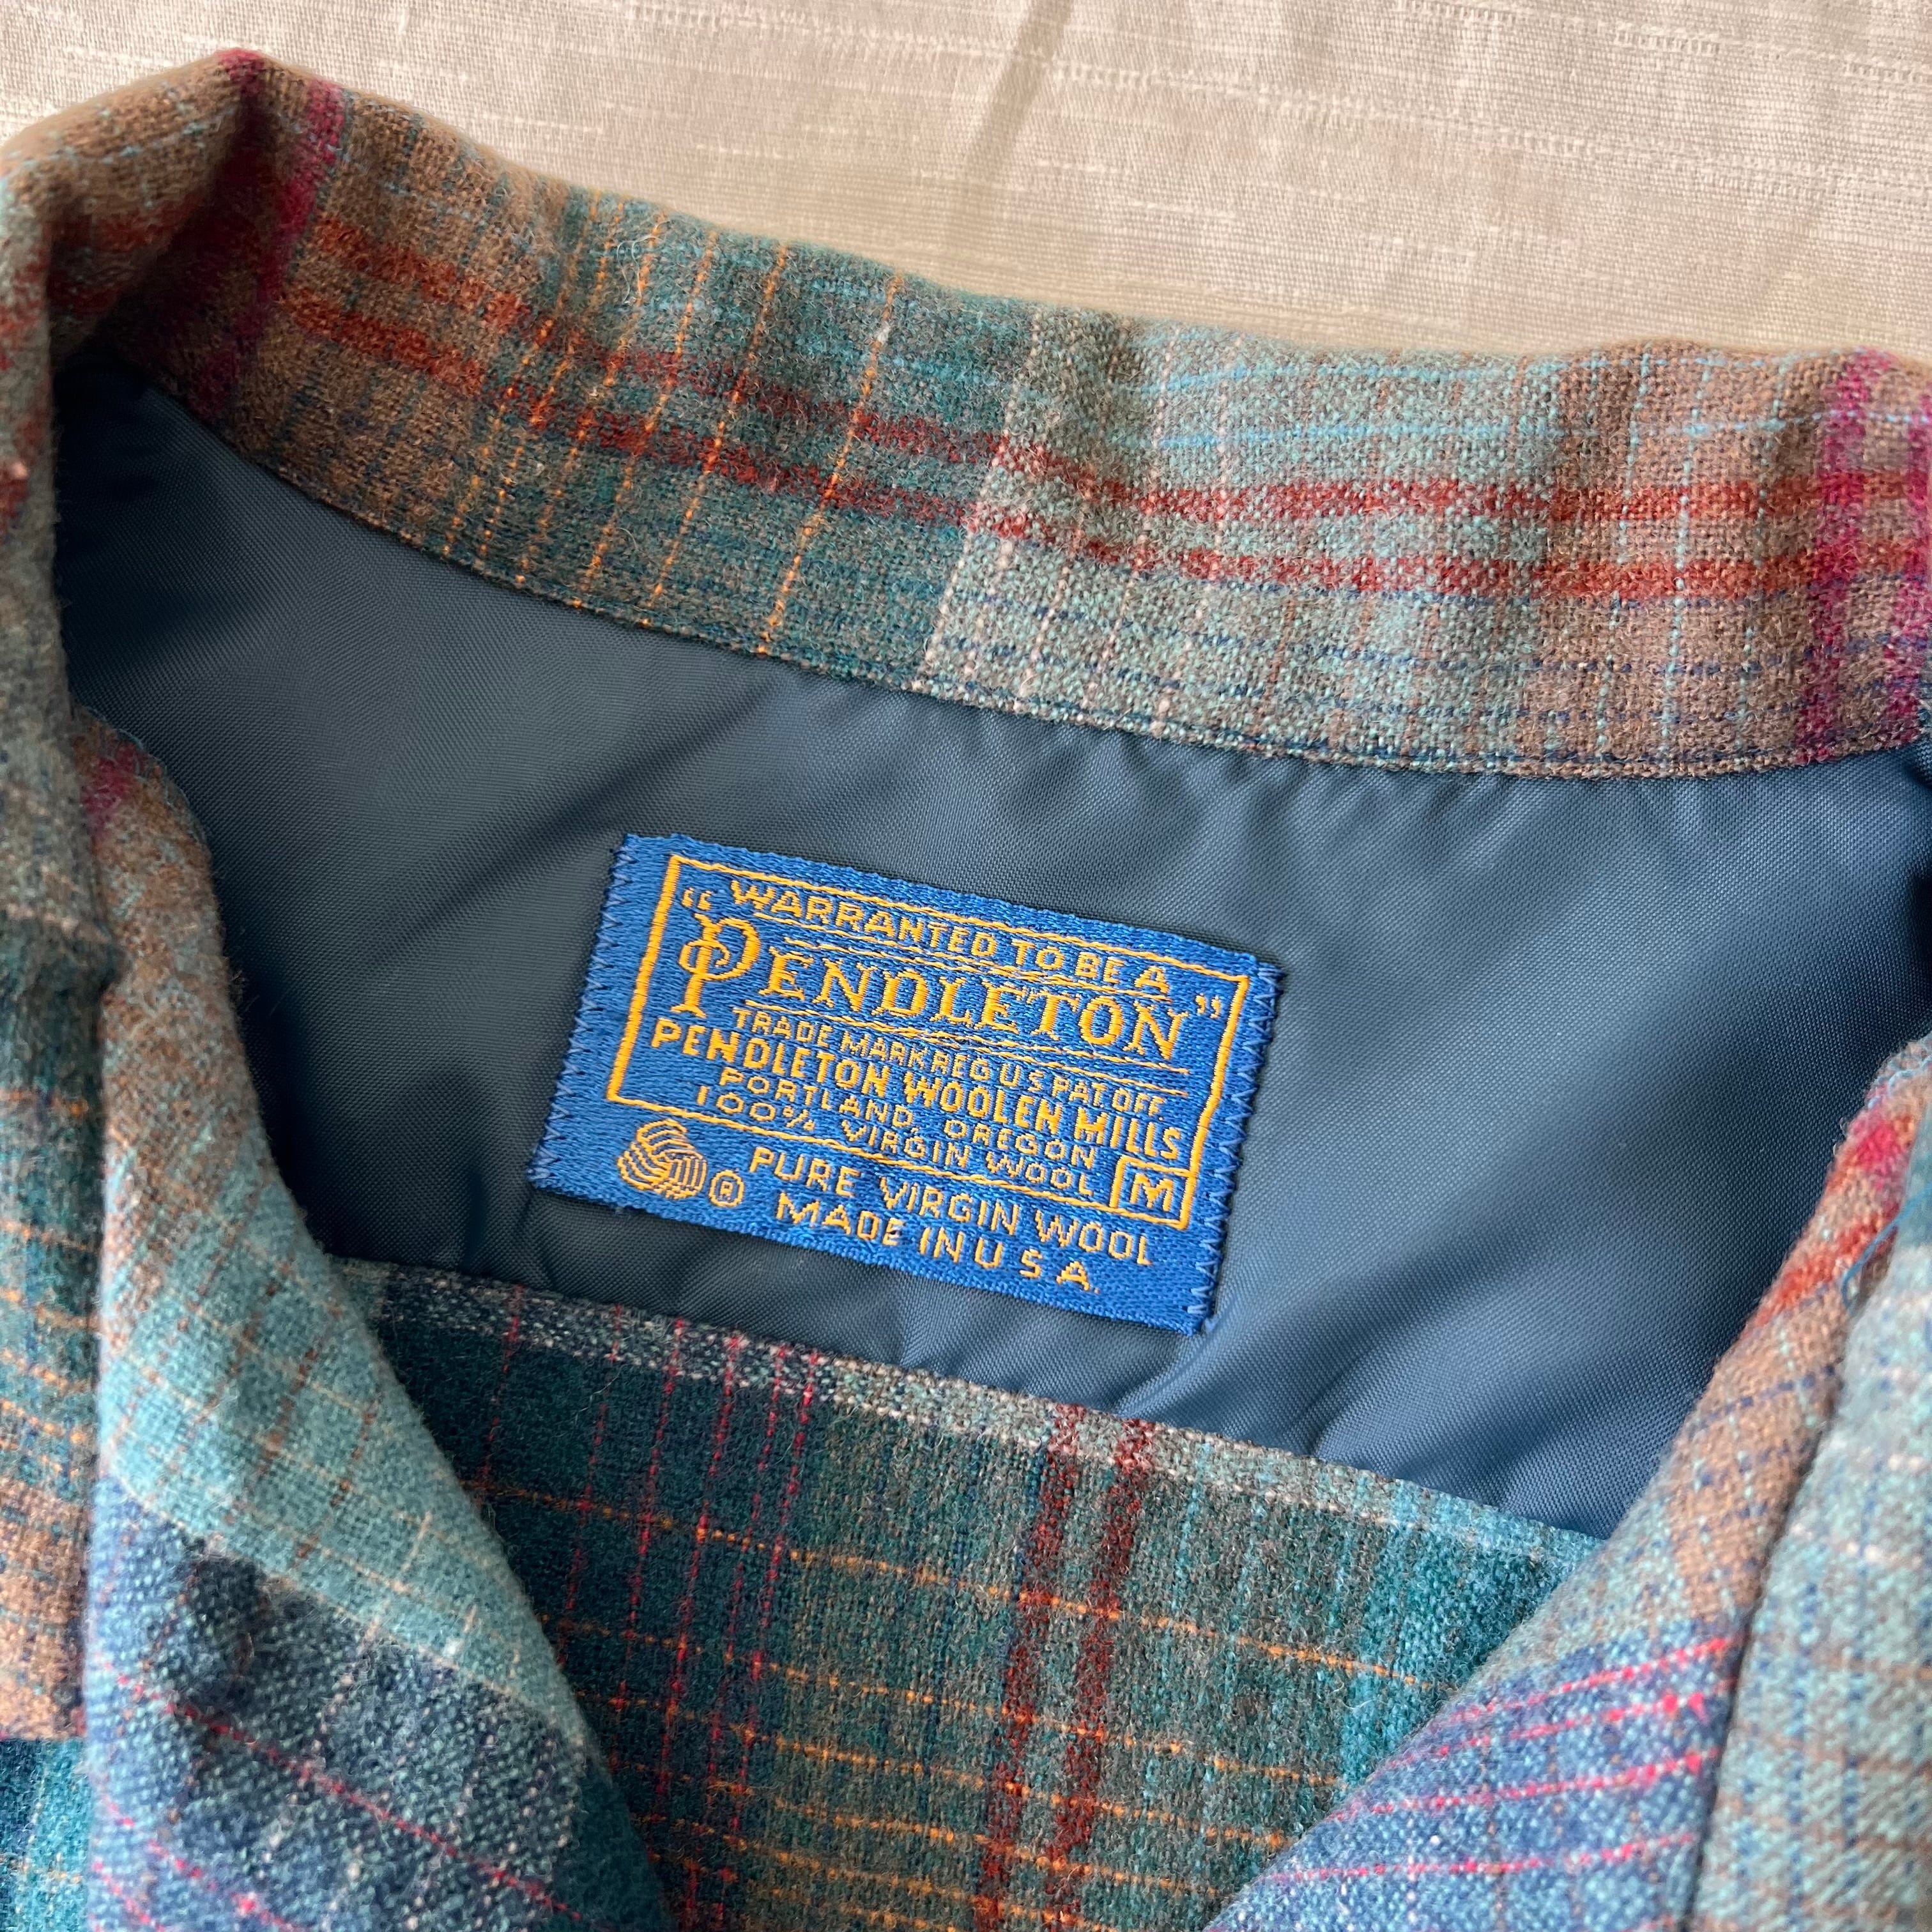 "WARRANTED TO BE A
PENDLETON"
TRADE MARK REG U S PAT. OFF.
PENDLETON WOOLEN MILLS
PORTLAND, OREGON
100% VIRGIN WOOL M
® PURE VIRGIN WOOL
MADE IN U S A.